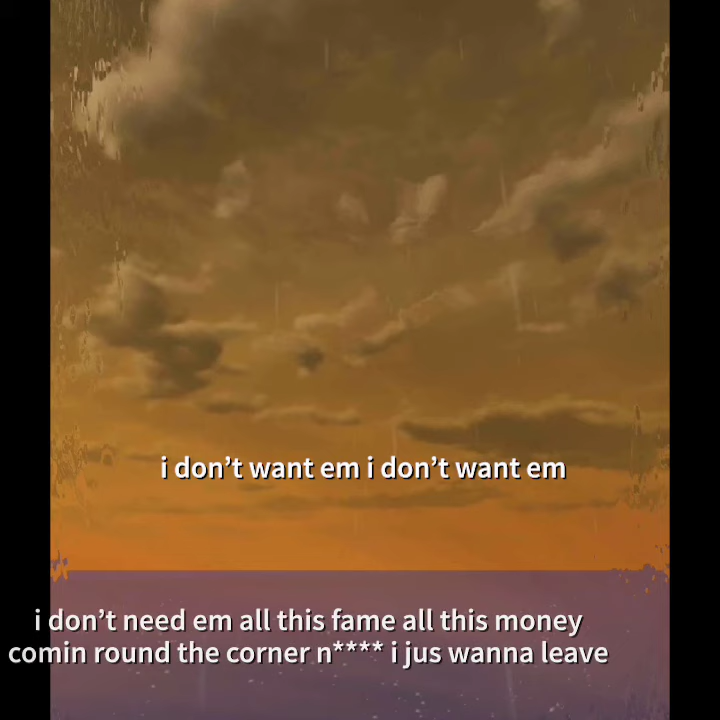 i don’t want em i don’t want em
i don’t need em all this fame all this money
comin round the corner n**** i jus wanna leave